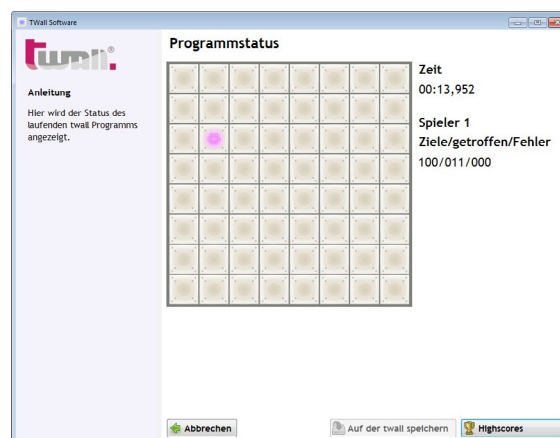 TWall Software
twall®
Programmstatus
Anleitung
Hier wird der Status des
laufenden twall Programms
angezeigt.
Zeit
00:13,952
Spieler 1
Ziele/getroffen/Fehler
100/011/000
Abbrechen
Auf der twall speichern
Highscores